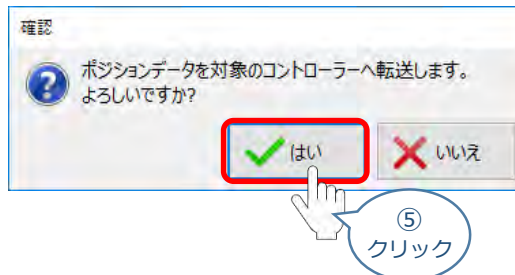 確認
ポジションデータを対象のコントローラーへ転送します。
よろしいですか?
はい
いいえ
⑤
クリック